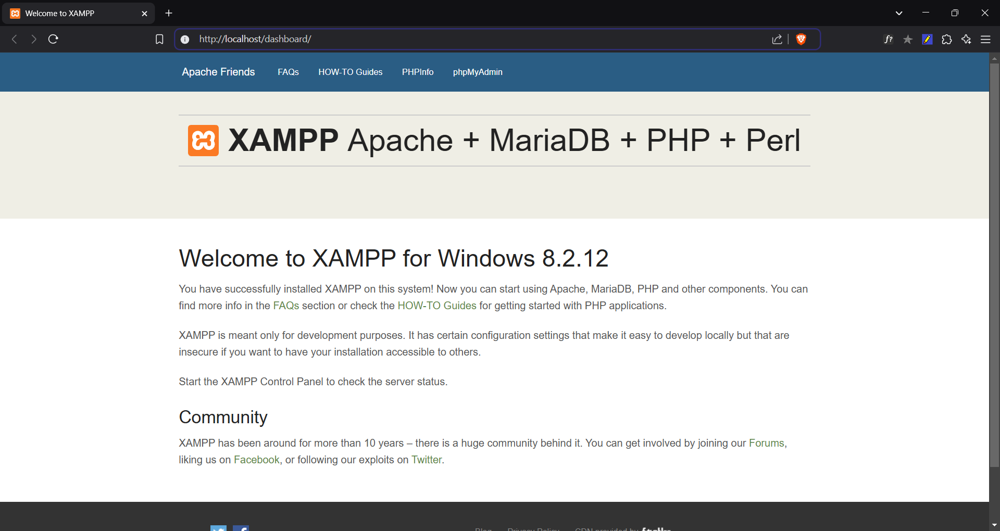 Welcome to XAMPP
http://localhost/dashboard/
f?
Apache Friends FAQs HOW-TO Guides PHPInfo phpMyAdmin
XAMPP Apache + MariaDB + PHP + Perl
Welcome to XAMPP for Windows 8.2.12
You have successfully installed XAMPP on this system! Now you can start using Apache, MariaDB, PHP and other components. You can
find more info in the FAQs section or check the HOW-TO Guides for getting started with PHP applications.
XAMPP is meant only for development purposes. It has certain configuration settings that make it easy to develop locally but that are
insecure if you want to have your installation accessible to others.
Start the XAMPP Control Panel to check the server status.
Community
XAMPP has been around for more than 10 years – there is a huge community behind it. You can get involved by joining our Forums,
liking us on Facebook, or following our exploits on Twitter.
Blog Privacy Policy CDN provided by fastly